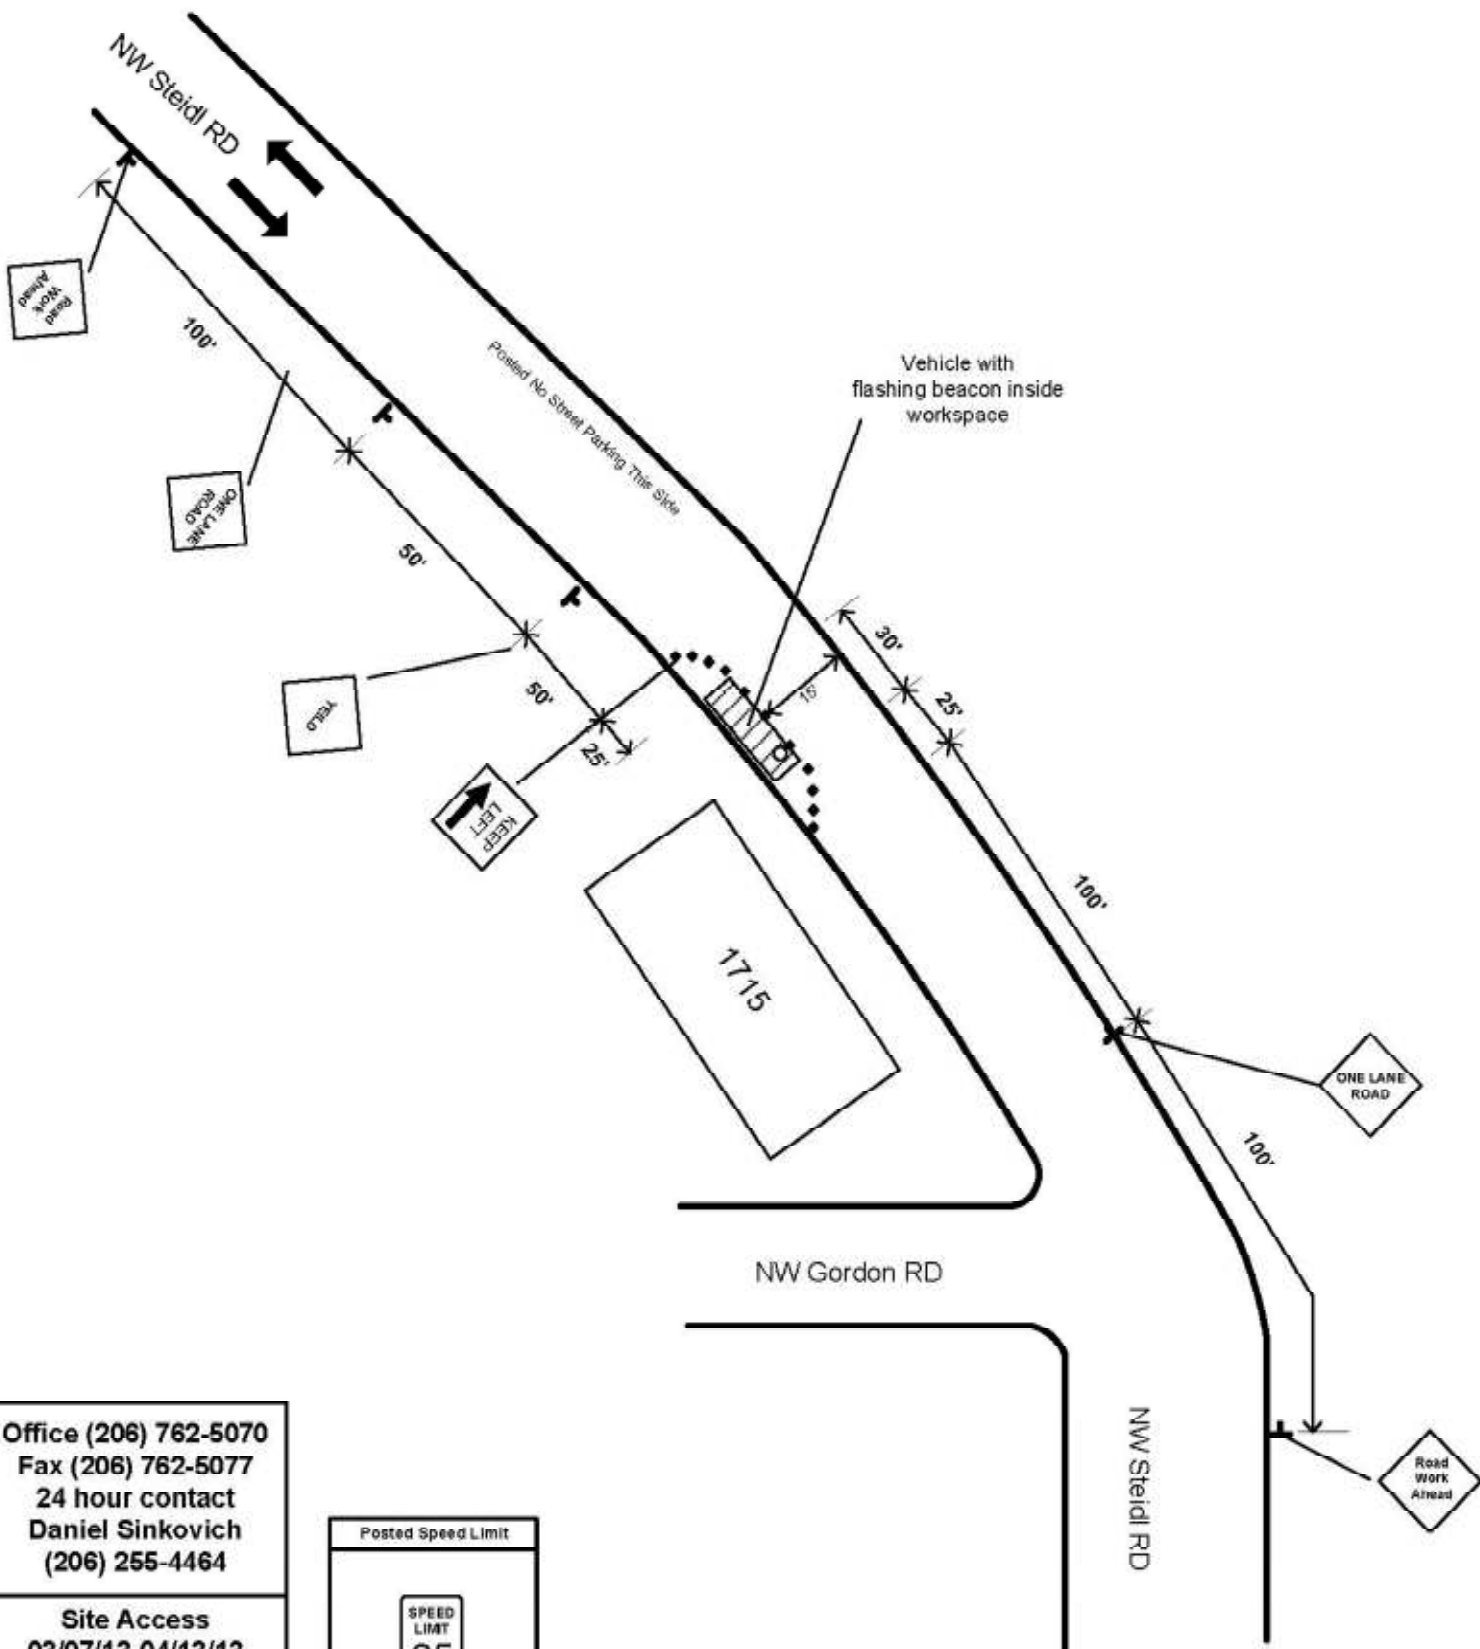 NW Steidl RD
Road
Work
Ahead
100'
Posted No Street Parking This Side
Vehicle with
flashing beacon inside
workspace
ONE LANE
ROAD
50'
YEILD
50'
25'
KEEP
LEFT
15'
30'
25'
100'
1715
ONE LANE
ROAD
100'
NW Gordon RD
NW Steidl RD
Road
Work
Ahead
Office (206) 762-5070
Fax (206) 762-5077
24 hour contact
Daniel Sinkovich
(206) 255-4464
Site Access
Posted Speed Limit
SPEED
LIMIT